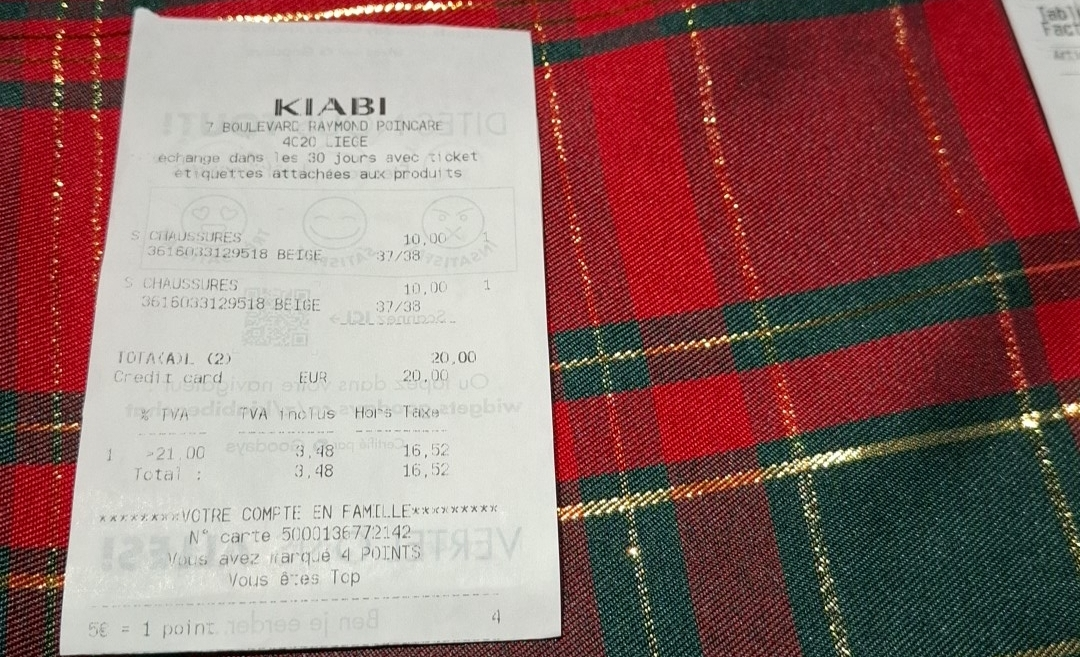 KIABI
7 BOULEVARD RAYMOND POINCARE
4020 LIEGE
echange dans les 30 jours avec ticket
étiquettes attachées aux produits
S CHAUSSURES 10,00 1
3616033129518 BEIGE 37/38
S CHAUSSURES 10,00 1
3616033129518 BEIGE 37/38
TOTA(A)L (2) 20,00
Credit card EUR 20,00
% TVA TVA inclus Hors Taxe
1 >21.00 3,48 16,52
Total : 3,48 16,52
********VOTRE COMPTE EN FAMILLE*********
N° carte 5000136772142
Vous avez marqué 4 POINTS
Vous êtes Top
5€ = 1 point 4